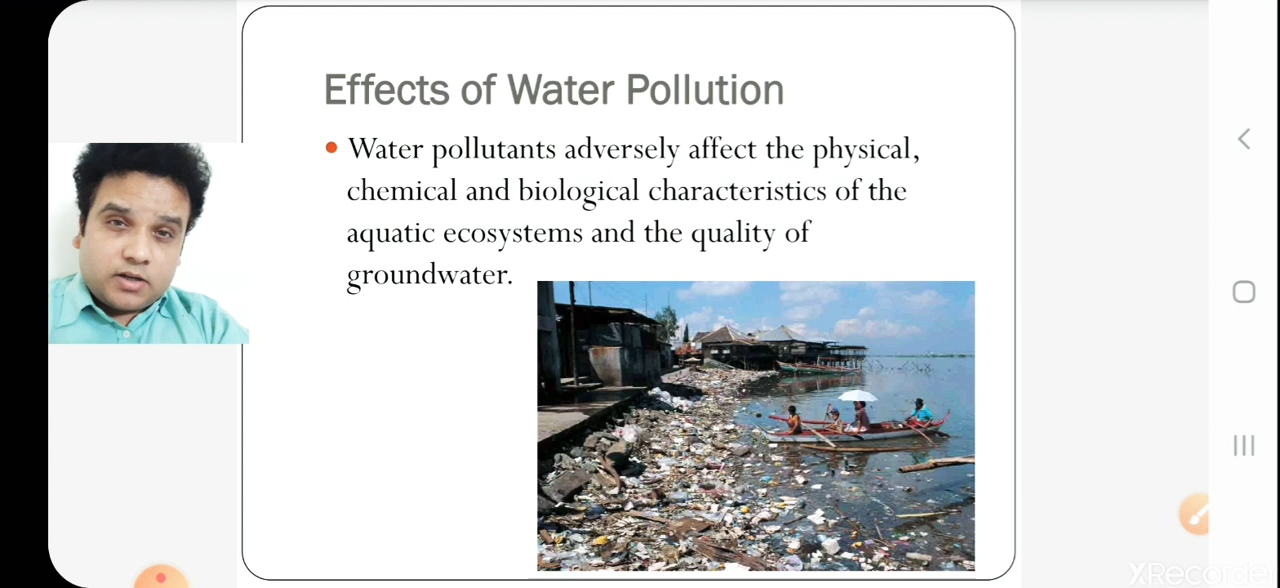 Effects of Water Pollution
Water pollutants adversely affect the physical,
chemical and biological characteristics of the
aquatic ecosystems and the quality of
groundwater.
XRecorder